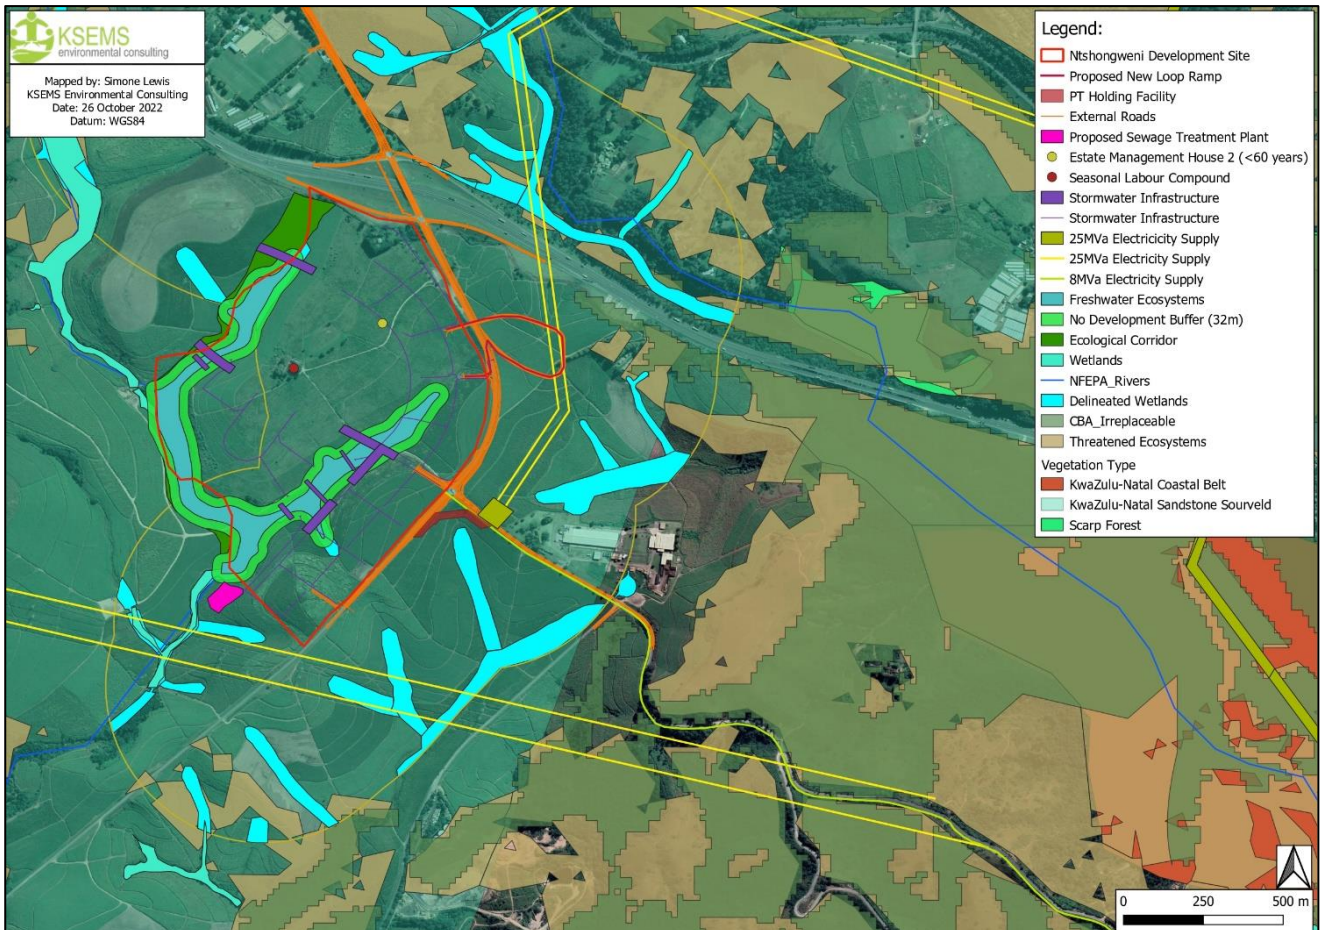 KSEMS
environmental consulting
Mapped by: Simone Lewis
KSEMS Environmental Consulting
Date: 26 October 2022
Datum: WGS84
Legend:
Ntshongweni Development Site
Proposed New Loop Ramp
PT Holding Facility
External Roads
Proposed Sewage Treatment Plant
Estate Management House 2 (<60 years)
Seasonal Labour Compound
Stormwater Infrastructure
Stormwater Infrastructure
25MVa Electricicity Supply
25MVa Electricity Supply
8MVa Electricity Supply
Freshwater Ecosystems
No Development Buffer (32m)
Ecological Corridor
Wetlands
NFEPA_Rivers
Delineated Wetlands
CBA_Irreplaceable
Threatened Ecosystems
Vegetation Type
KwaZulu-Natal Coastal Belt
KwaZulu-Natal Sandstone Sourveld
Scarp Forest
0 250 500 m